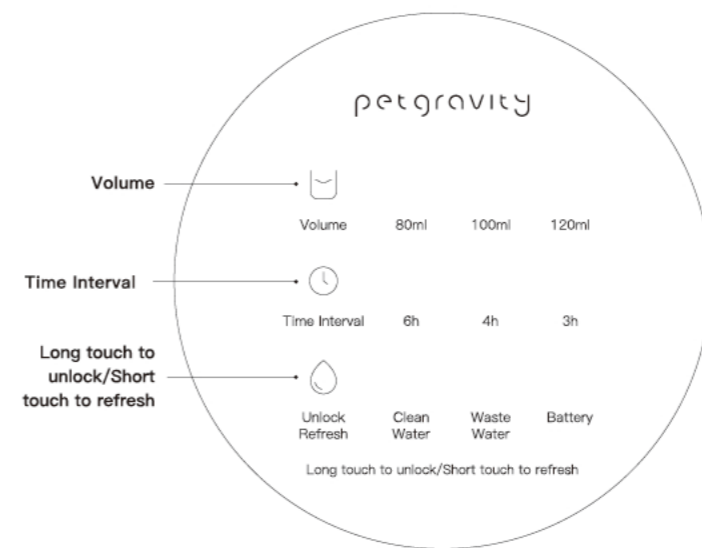 petgravity
Volume
Volume 80ml 100ml 120ml
Time Interval
Time Interval 6h 4h 3h
Long touch to
unlock/Short
touch to refresh
Unlock Clean Waste Battery
Refresh Water Water
Long touch to unlock/Short touch to refresh